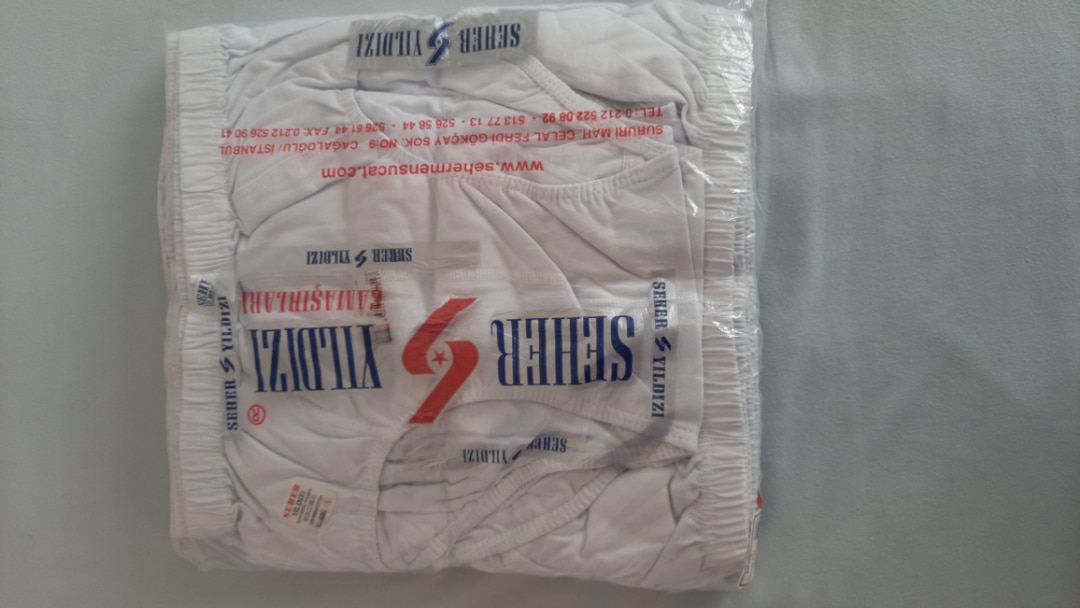 SEHER YILDIZI
SEHER YILDIZI
®
SEHER YILDIZI
SEHER YILDIZI
SEHER YILDIZI
ÇAMAŞIRLARI
SEHER YILDIZI
www.sehermensucat.com
SURURİ MAH. CELAL FERDİ GÖKÇAY SOK. NO:9 CAĞALOĞLU / İSTANBUL
TEL: 0.212 522 08 92 - 513 77 13 - 526 58 44 - 526 61 44 FAX: 0.212 526 90 41
SEHER YILDIZI